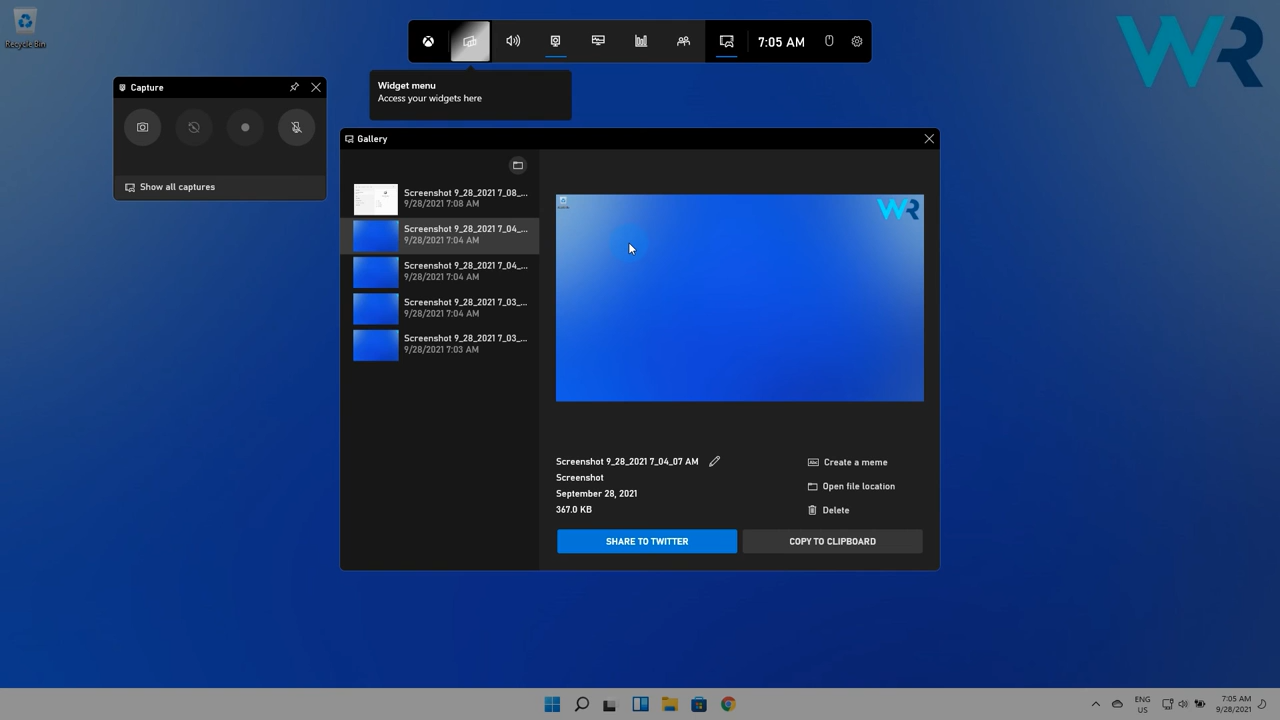 Recycle Bin
7:05 AM
WR
Capture
Show all captures
Widget menu
Access your widgets here
Gallery
Screenshot 9_28_2021 7_08_...
9/28/2021 7:08 AM
Screenshot 9_28_2021 7_04_...
9/28/2021 7:04 AM
Screenshot 9_28_2021 7_04_...
9/28/2021 7:04 AM
Screenshot 9_28_2021 7_03_...
9/28/2021 7:04 AM
Screenshot 9_28_2021 7_03_...
9/28/2021 7:03 AM
WR
Screenshot 9_28_2021 7_04_07 AM
Screenshot
September 28, 2021
367.0 KB
Create a meme
Open file location
Delete
SHARE TO TWITTER
COPY TO CLIPBOARD
ENG
US
7:05 AM
9/28/2021